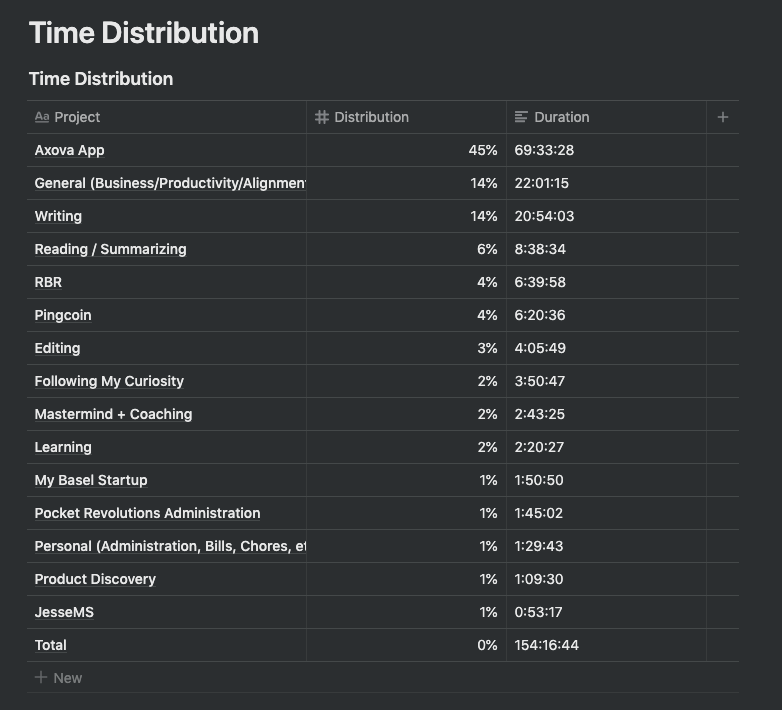 Time Distribution
Time Distribution
Aa Project Distribution Duration
Axova App 45% 69:33:28
General (Business/Productivity/Alignmen 14% 22:01:15
Writing 14% 20:54:03
Reading / Summarizing 6% 8:38:34
RBR 4% 6:39:58
Pingcoin 4% 6:20:36
Editing 3% 4:05:49
Following My Curiosity 2% 3:50:47
Mastermind + Coaching 2% 2:43:25
Learning 2% 2:20:27
My Basel Startup 1% 1:50:50
Pocket Revolutions Administration 1% 1:45:02
Personal (Administration, Bills, Chores, et 1% 1:29:43
Product Discovery 1% 1:09:30
JesseMS 1% 0:53:17
Total 0% 154:16:44
+ New